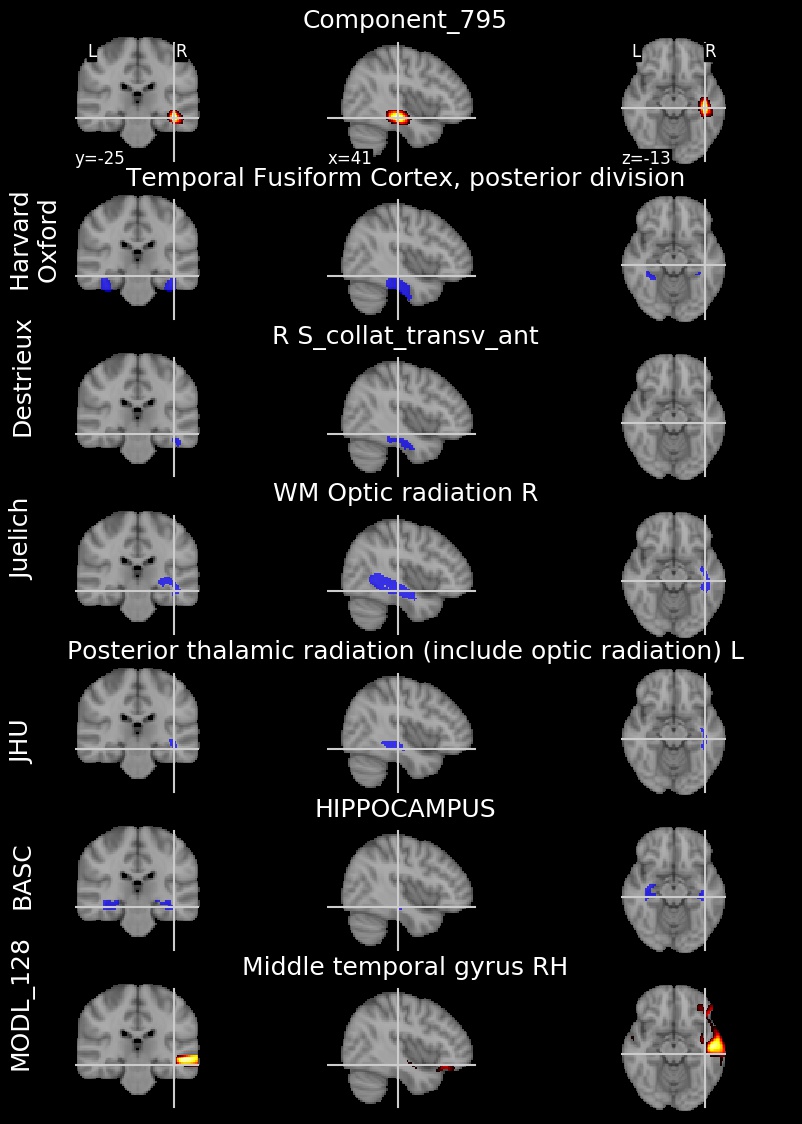 Component_795
L R
L R
y=-25
x=41
z=-13
Temporal Fusiform Cortex, posterior division
Harvard
Oxford
R S_collat_transv_ant
Destrieux
WM Optic radiation R
Juelich
Posterior thalamic radiation (include optic radiation) L
JHU
HIPPOCAMPUS
BASC
Middle temporal gyrus RH
MODL_128